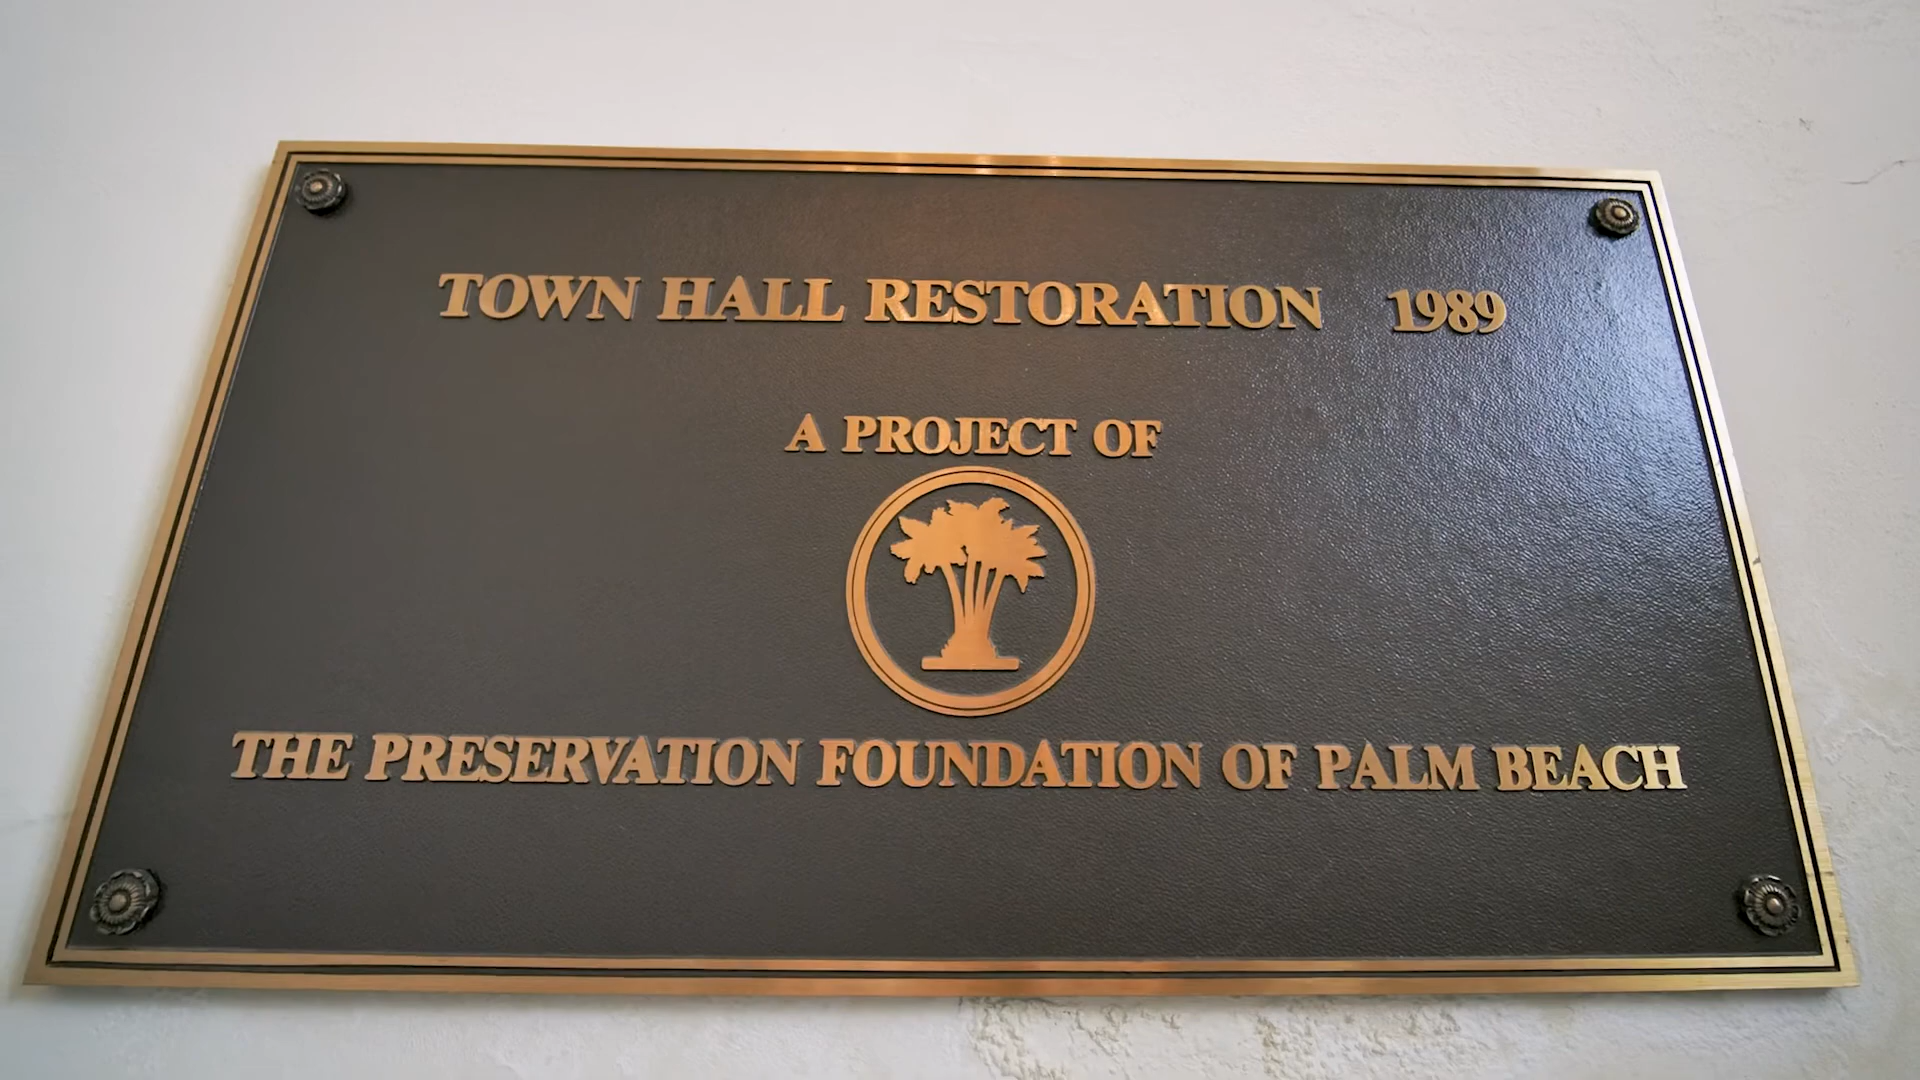 TOWN HALL RESTORATION 1989
A PROJECT OF
THE PRESERVATION FOUNDATION OF PALM BEACH